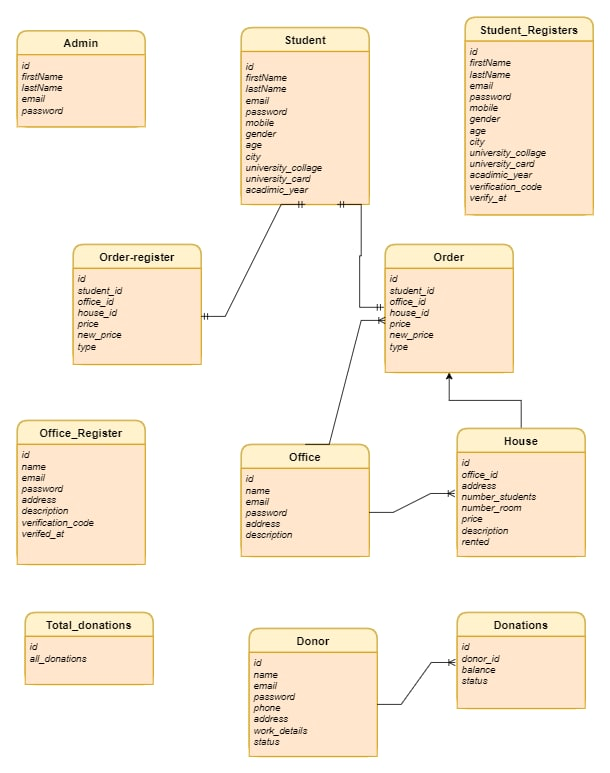 Admin
id
firstName
lastName
email
password
Student
id
firstName
lastName
email
password
mobile
gender
age
city
university_collage
university_card
acadimic_year
Student_Registers
id
firstName
lastName
email
password
mobile
gender
age
city
university_collage
university_card
acadimic_year
verification_code
verify_at
Order-register
id
student_id
office_id
house_id
price
new_price
type
Order
id
student_id
office_id
house_id
price
new_price
type
Office_Register
id
name
email
password
address
description
verification_code
verifed_at
Office
id
name
email
password
address
description
House
id
office_id
address
number_students
number_room
price
description
rented
Total_donations
id
all_donations
Donor
id
name
email
password
phone
address
work_details
status
Donations
id
donor_id
balance
status